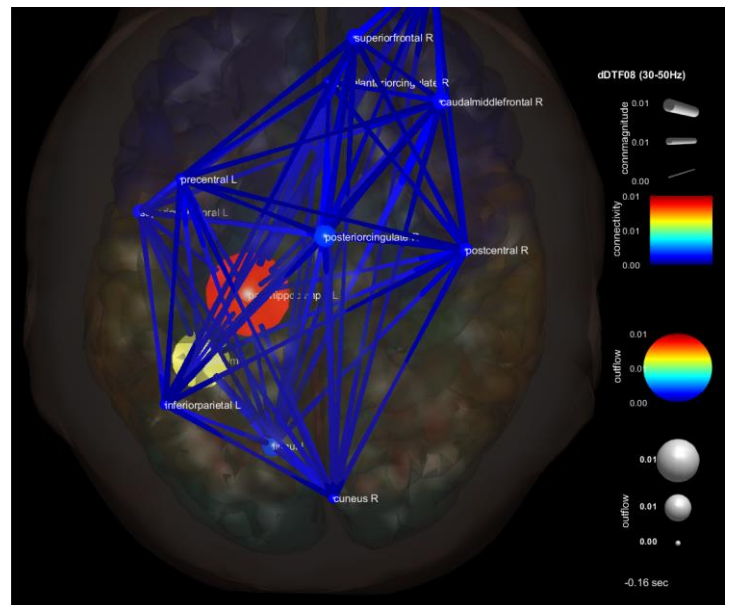 superiorfrontal R
caudalmiddlefrontal R
precentral L
posteriorcingulate R
postcentral R
inferiorparietal L
cuneus R
dDTF08 (30-50Hz)
connmagnitude
0.01
0.01
0.00
connectivity
0.01
0.01
0.00
outflow
0.01
0.01
0.00
outflow
0.01
0.01
0.00
-0.16 sec